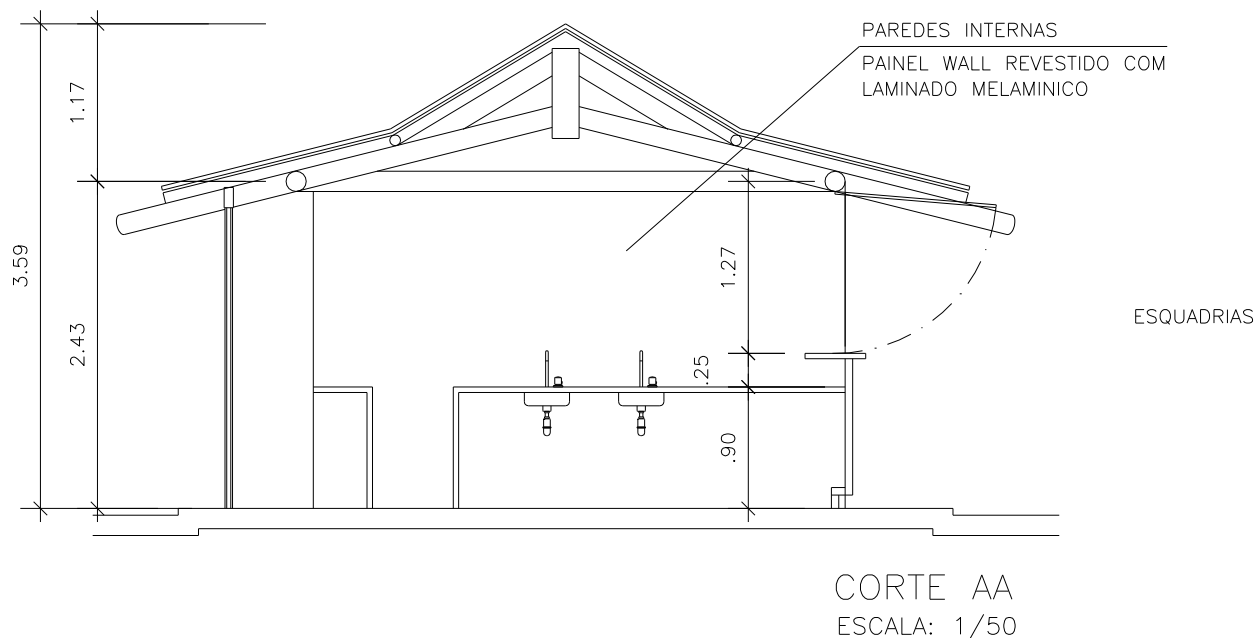 PAREDES INTERNAS
PAINEL WALL REVESTIDO COM
LAMINADO MELAMINICO
1.17
3.59
2.43
1.27
.25
.90
ESQUADRIAS
CORTE AA
ESCALA: 1/50